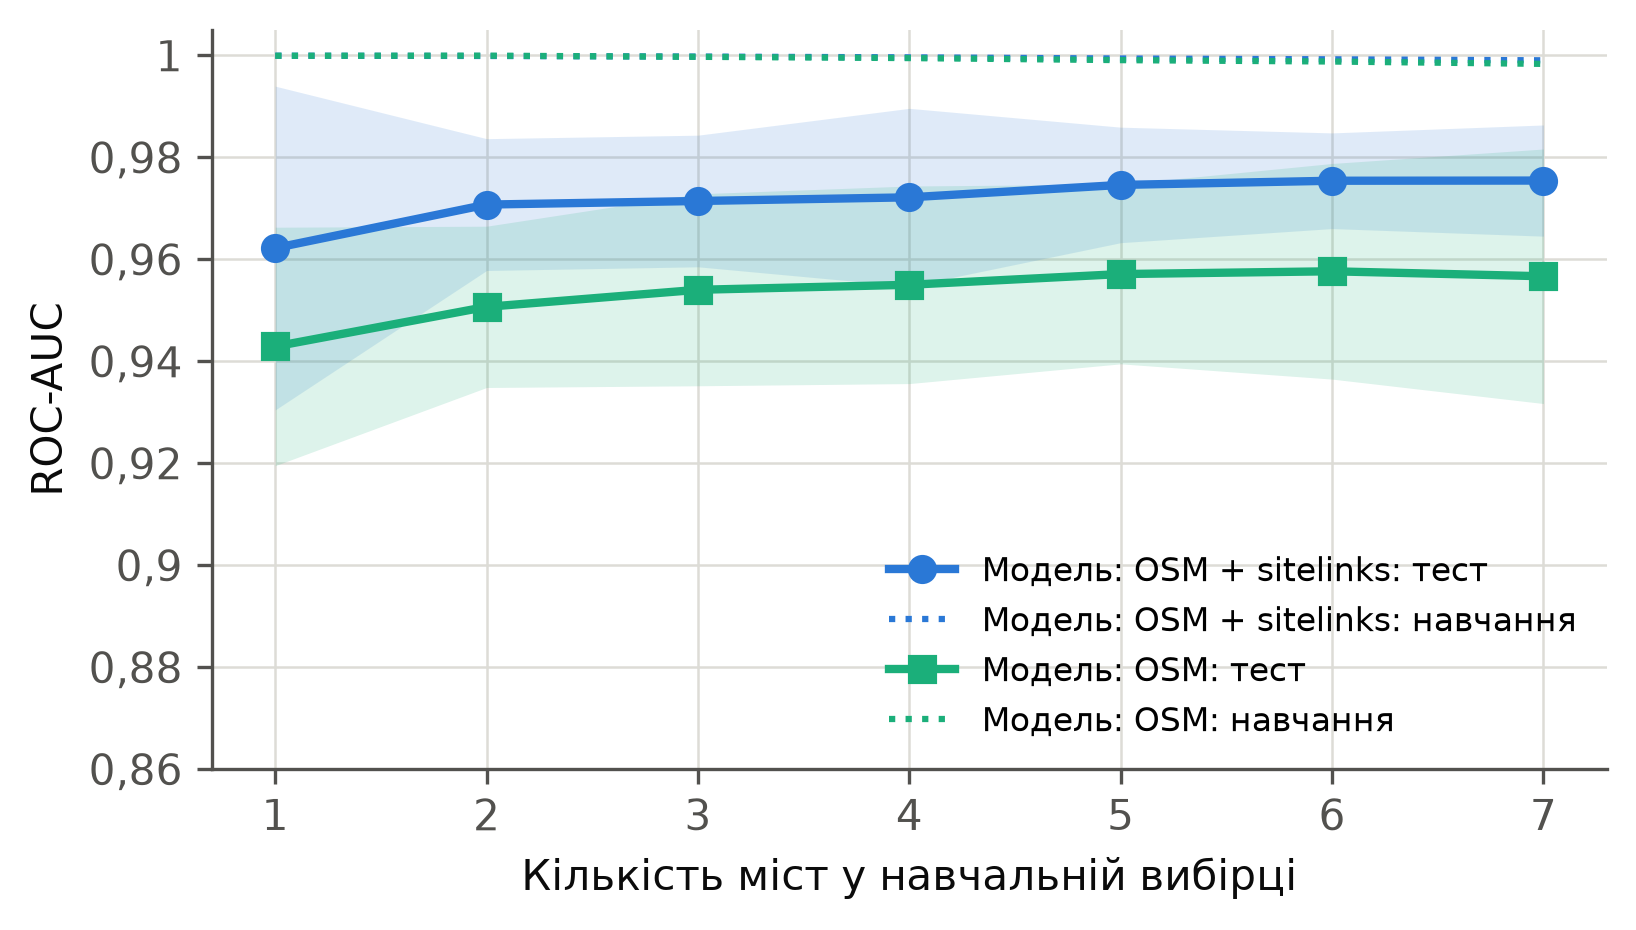 1
0,98
0,96
0,94
0,92
0,9
0,88
0,86
ROC-AUC
Модель: OSM + sitelinks: тест
Модель: OSM + sitelinks: навчання
Модель: OSM: тест
Модель: OSM: навчання
1 2 3 4 5 6 7
Кількість міст у навчальній вибірці